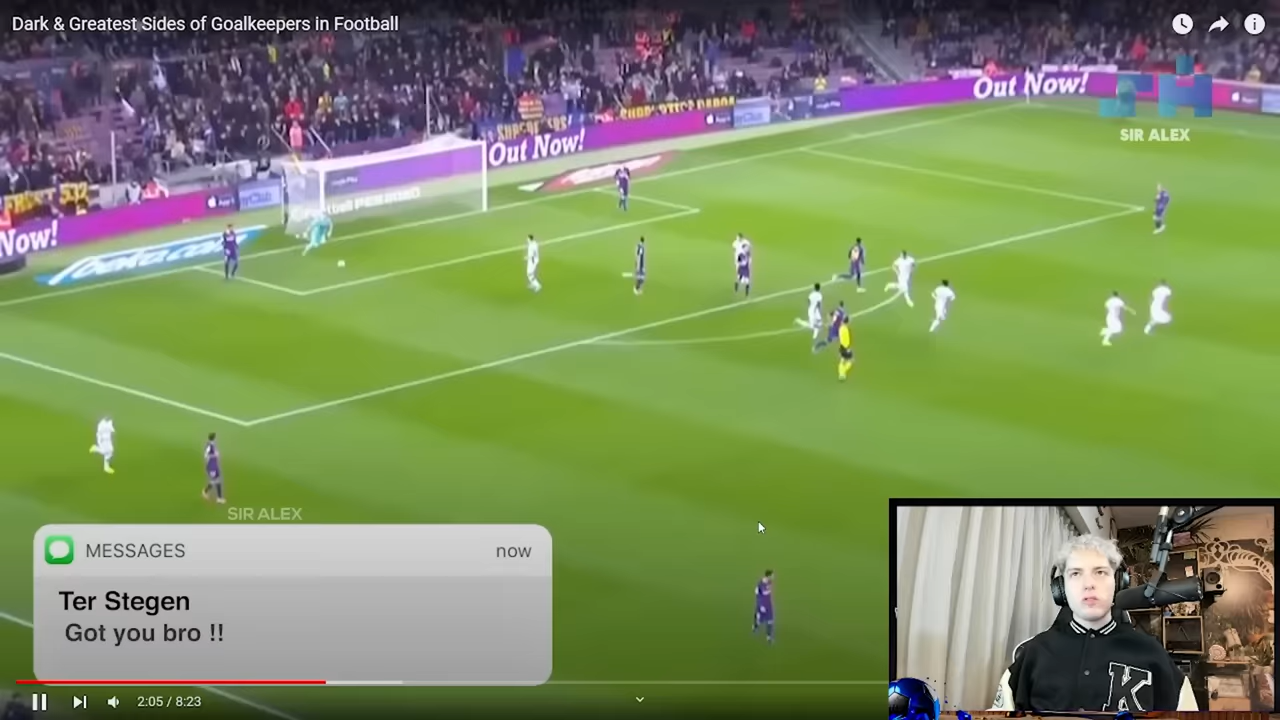 Dark & Greatest Sides of Goalkeepers in Football
Out Now!
SIR ALEX
Out Now!
Now!
SIR ALEX
MESSAGES
now
Ter Stegen
Got you bro !!
K
2:05 / 8:23